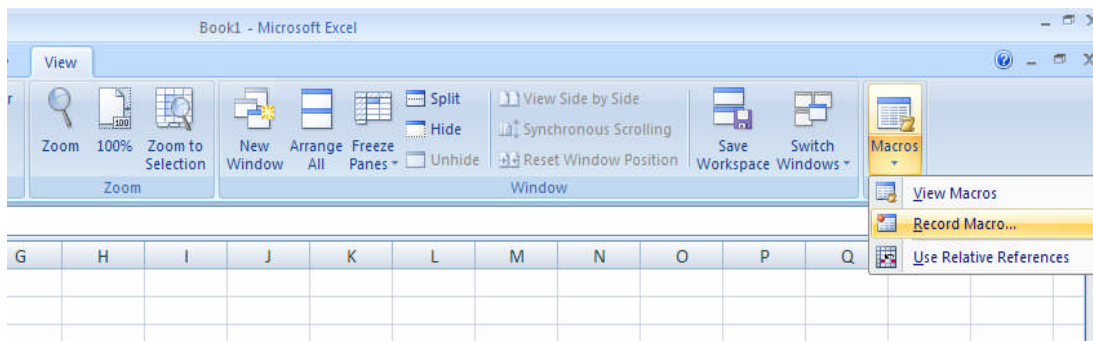 Book1 - Microsoft Excel
View
Split
View Side by Side
Hide
Synchronous Scrolling
Unhide
Reset Window Position
Zoom
100%
Zoom to
Selection
New
Window
Arrange
All
Freeze
Panes
Save
Workspace
Switch
Windows
Macros
Zoom
Window
View Macros
Record Macro...
Use Relative References
G H I J K L M N O P Q